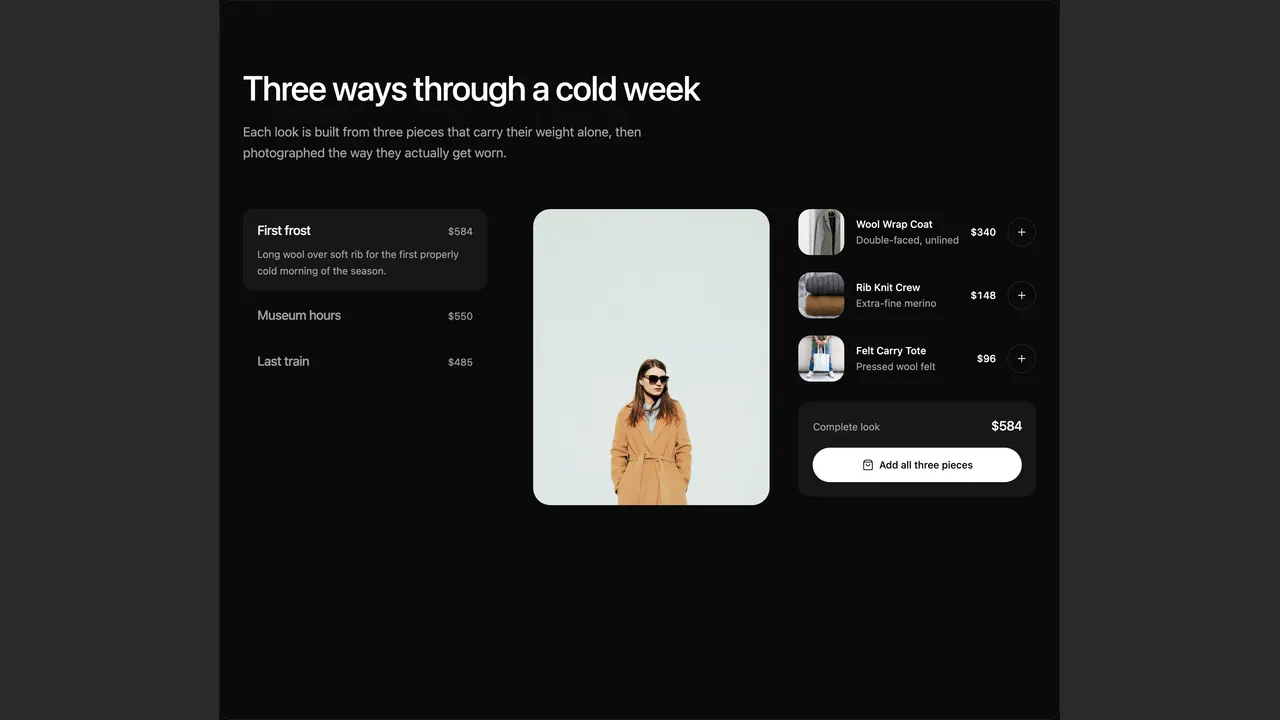 Three ways through a cold week
Each look is built from three pieces that carry their weight alone, then
photographed the way they actually get worn.
First frost
$584
Long wool over soft rib for the first properly
cold morning of the season.
Museum hours
$550
Last train
$485
Wool Wrap Coat
Double-faced, unlined
$340
Rib Knit Crew
Extra-fine merino
$148
Felt Carry Tote
Pressed wool felt
$96
Complete look
$584
Add all three pieces